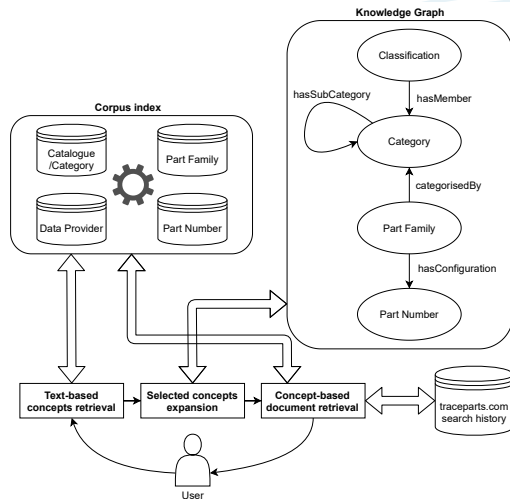 Knowledge Graph
Classification
hasSubCategory
hasMember
Category
categorisedBy
Part Family
hasConfiguration
Part Number
Corpus index
Catalogue
/Category
Part Family
Data Provider
Part Number
Text-based
concepts retrieval
Selected concepts
expansion
Concept-based
document retrieval
traceparts.com
search history
User